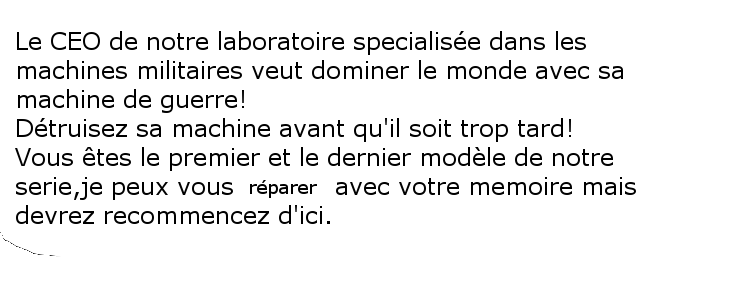 Le CEO de notre laboratoire specialisée dans les
machines militaires veut dominer le monde avec sa
machine de guerre!
Détruisez sa machine avant qu'il soit trop tard!
Vous êtes le premier et le dernier modèle de notre
serie,je peux vous réparer avec votre memoire mais
devrez recommencez d'ici.